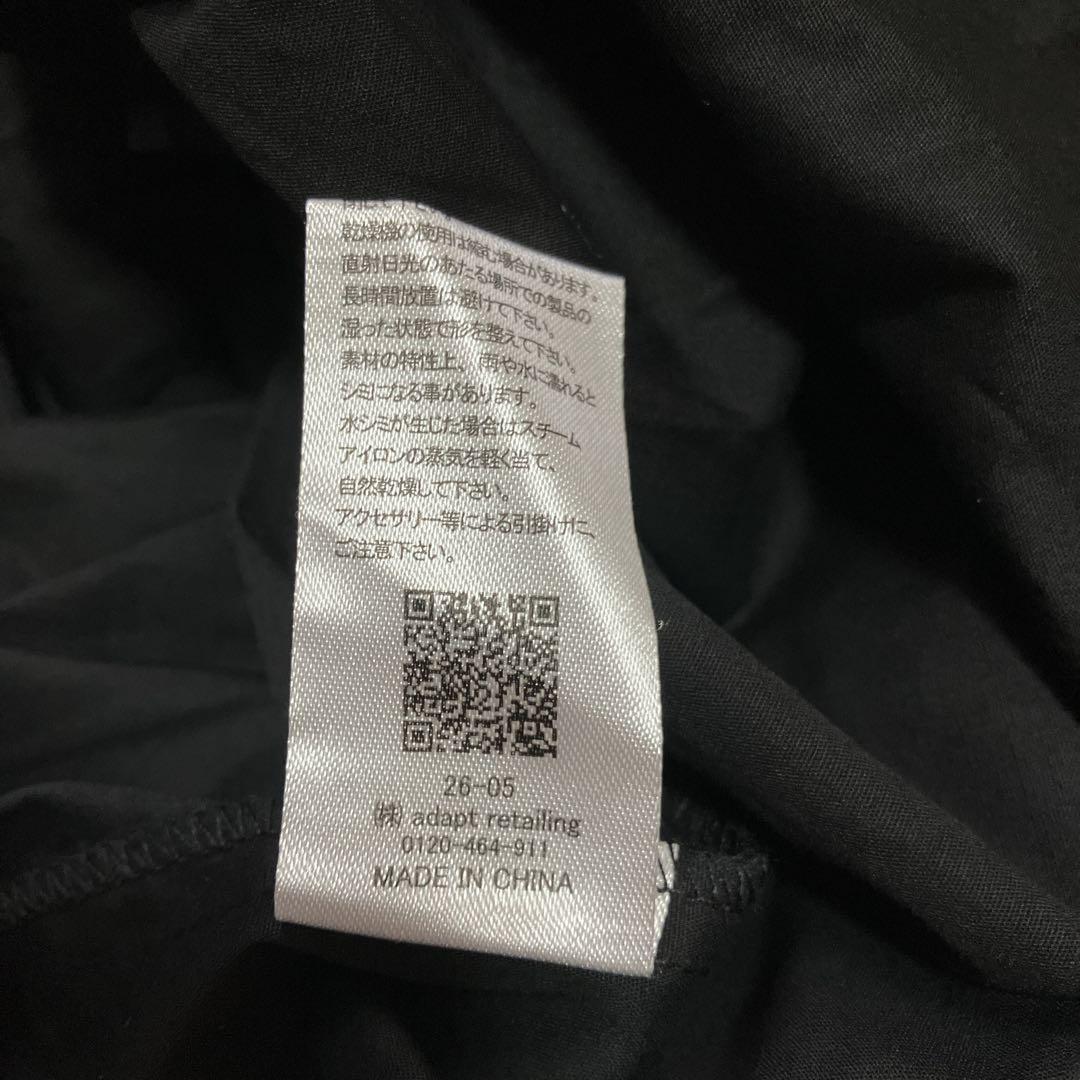 乾燥機の使用は縮む場合があります。
直射日光のあたる場所での製品の
長時間放置は避けて下さい。
湿った状態で形を整えて下さい。
素材の特性上、雨や水に濡れると
シミになる事があります。
水シミが生じた場合はスチーム
アイロンの蒸気を軽く当て、
自然乾燥して下さい。
アクセサリー等による引掛けに、
ご注意下さい。
26-05
㈱ adapt retailing
0120-464-911
MADE IN CHINA